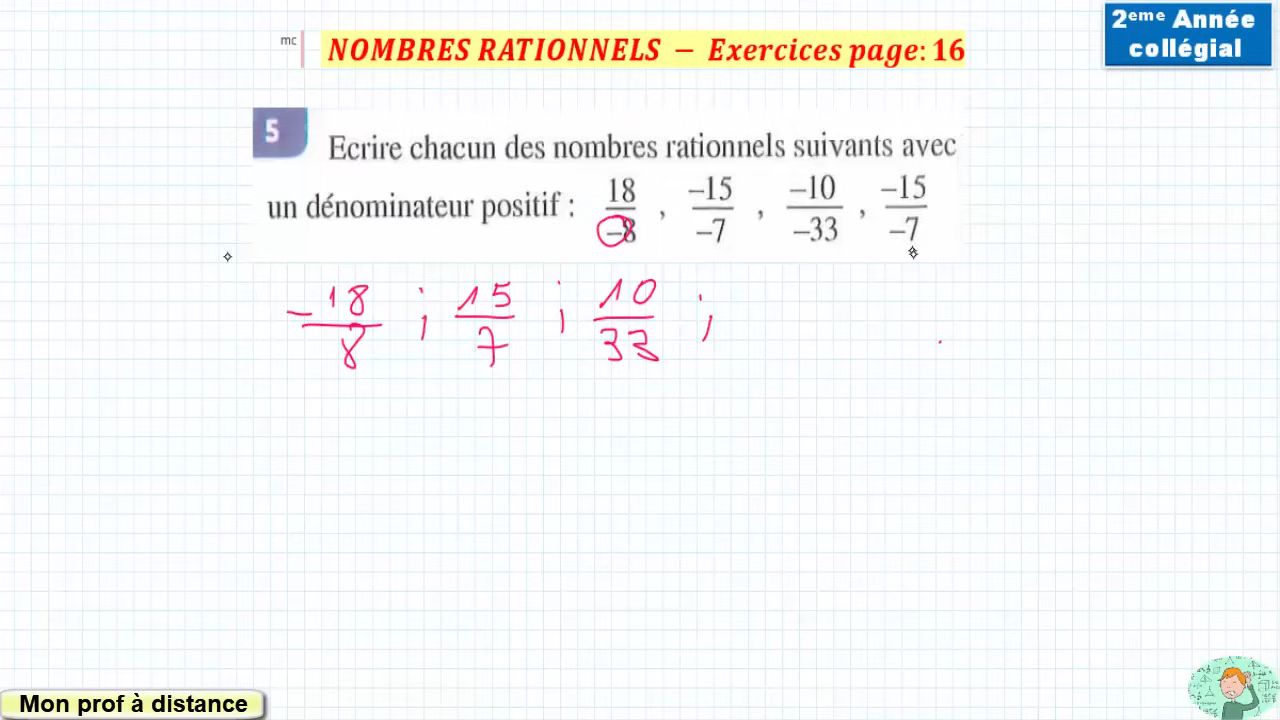 2eme Année
collégial
mc
NOMBRES RATIONNELS – Exercices page: 16
5
Ecrire chacun des nombres rationnels suivants avec
un dénominateur positif : 18/−8 , −15/−7 , −10/−33 , −15/−7
−18/8 ; 15/7 ; 10/33 ;
Mon prof à distance